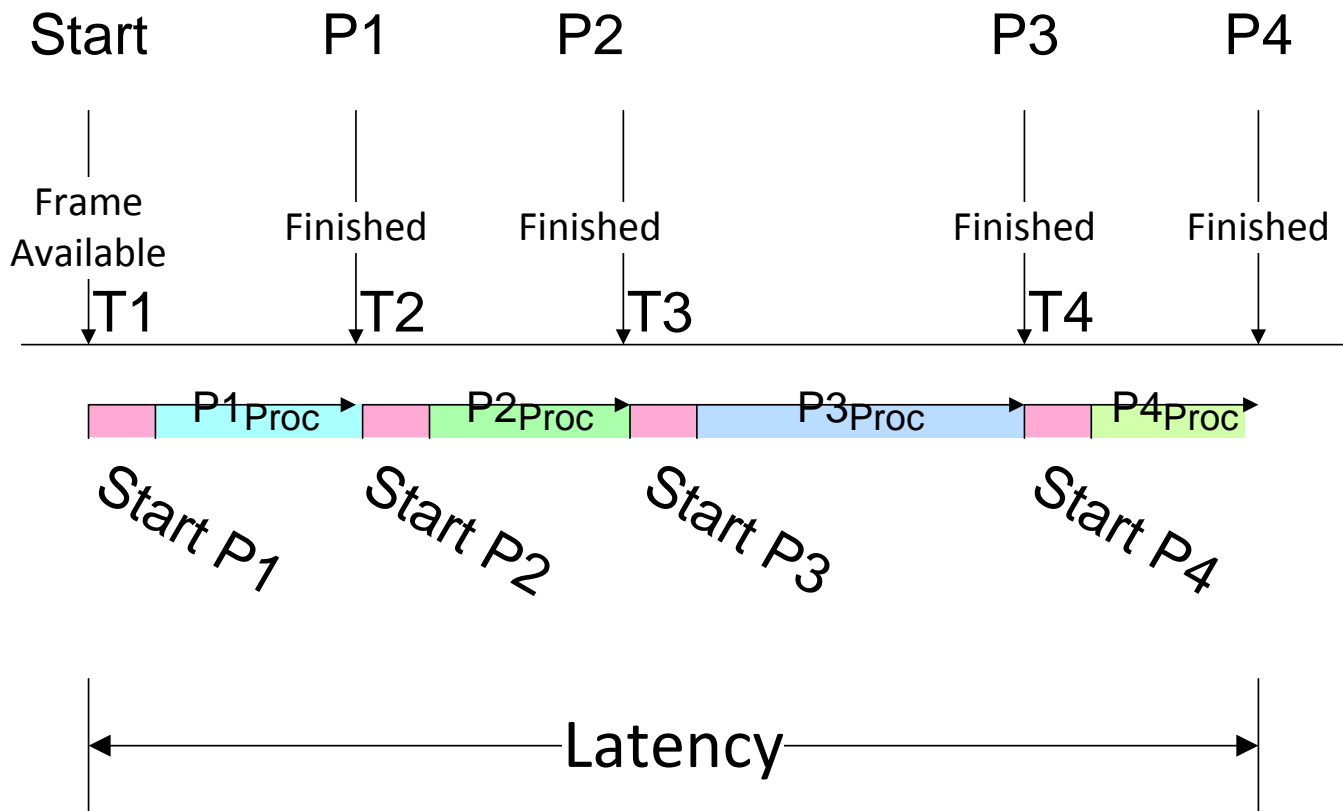 Start P1 P2 P3 P4
Frame
Available
Finished Finished Finished Finished
T1 T2 T3 T4
P1Proc P2Proc P3Proc P4Proc
Start P1 Start P2 Start P3 Start P4
Latency